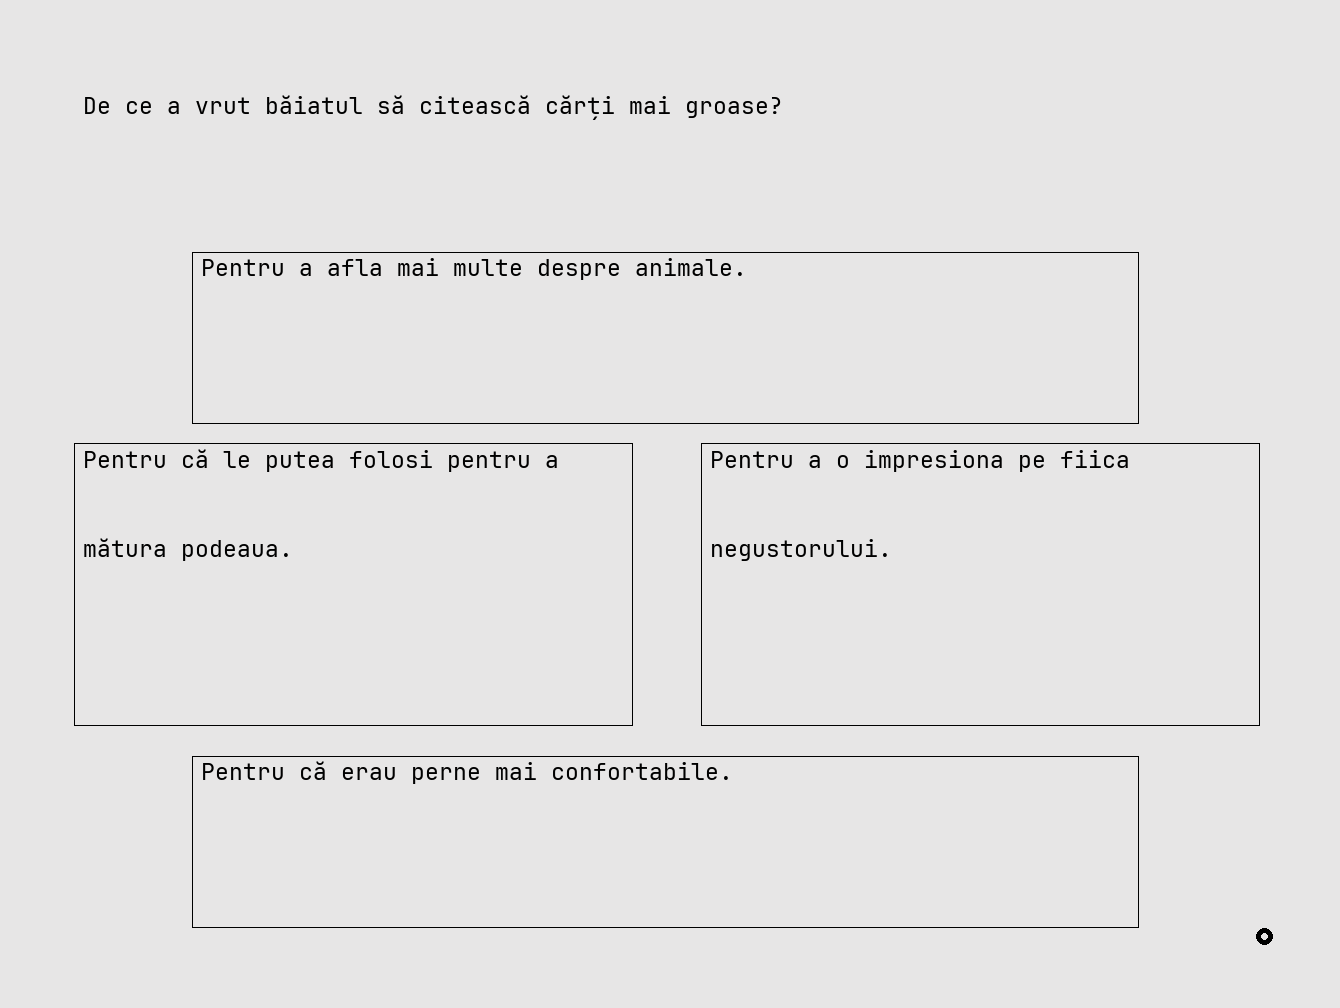 De ce a vrut băiatul să citească cărți mai groase?
Pentru a afla mai multe despre animale.
Pentru că le putea folosi pentru a
mătura podeaua.
Pentru a o impresiona pe fiica
negustorului.
Pentru că erau perne mai confortabile.